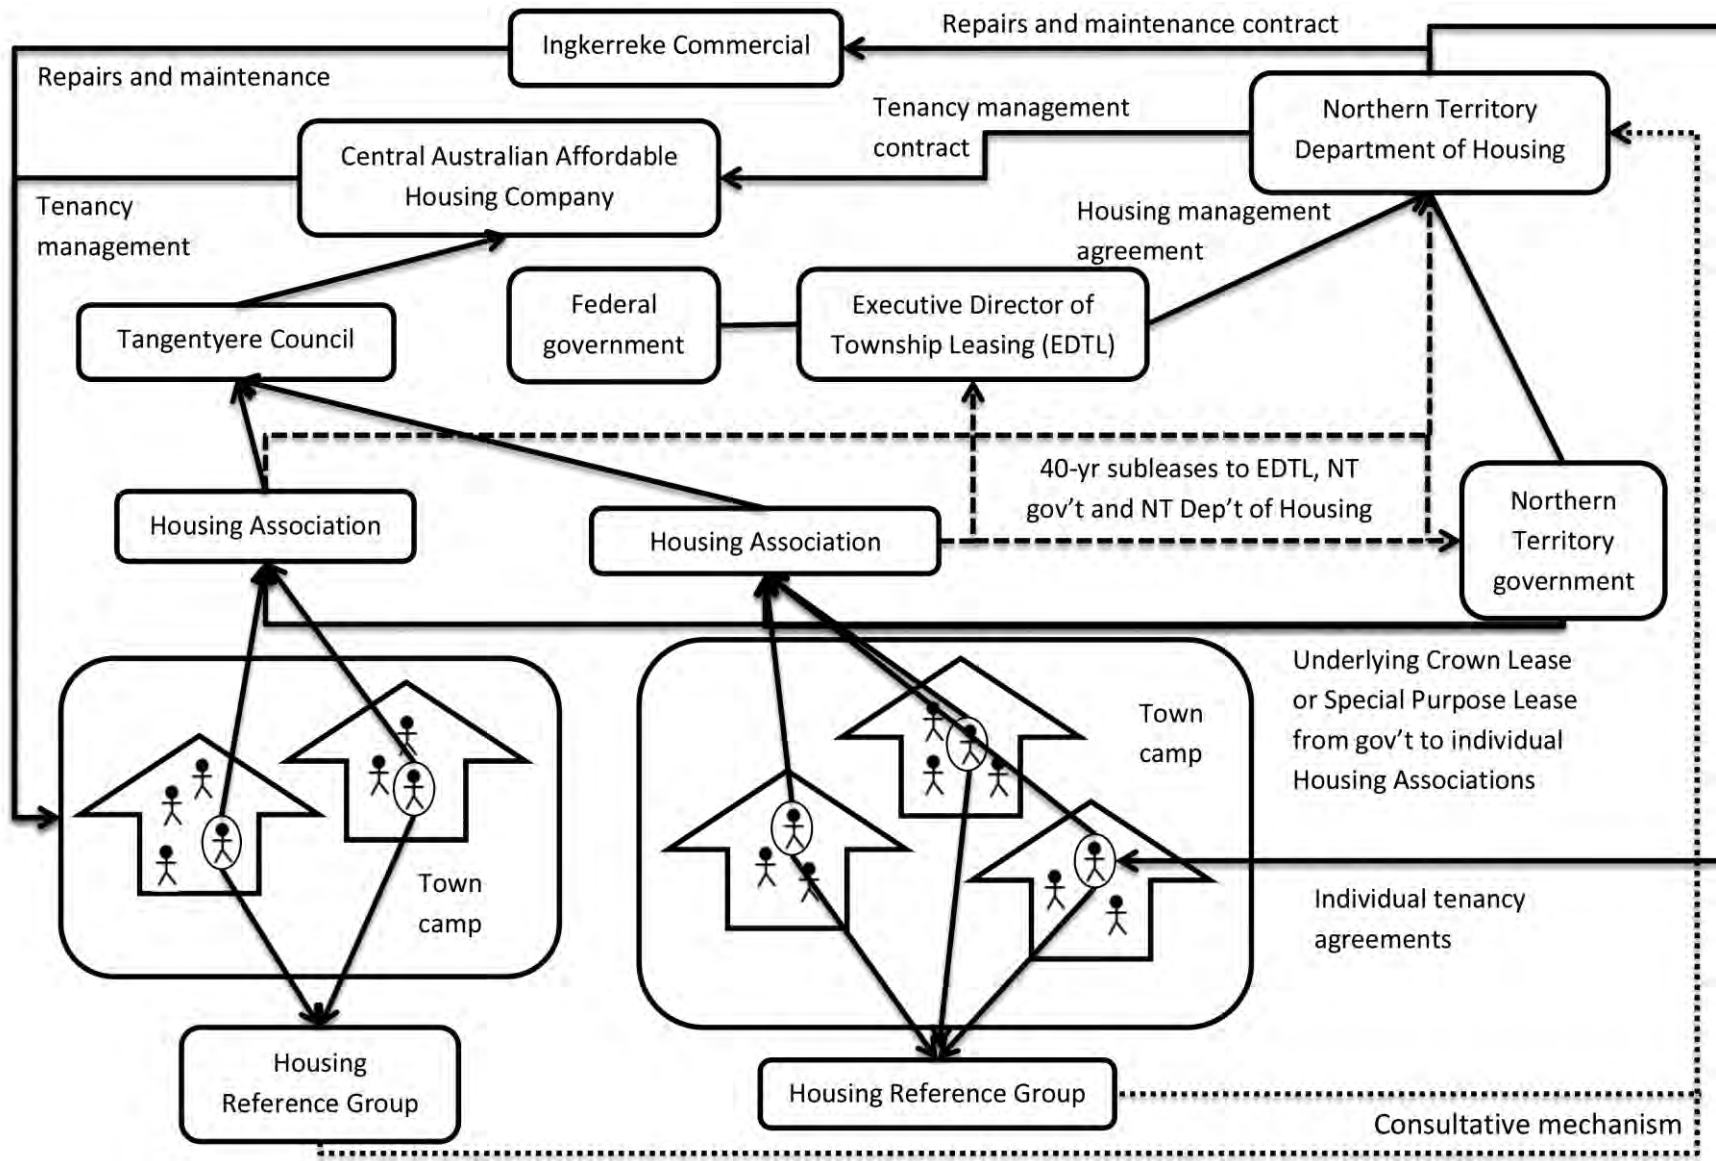 Repairs and maintenance contract
Ingkerreke Commercial
Repairs and maintenance
Northern Territory
Department of Housing
Tenancy management
contract
Central Australian Affordable
Housing Company
Tenancy
management
Housing management
agreement
Federal
government
Executive Director of
Township Leasing (EDTL)
Tangentyere Council
40-yr subleases to EDTL, NT
gov't and NT Dep't of Housing
Northern
Territory
government
Housing Association
Housing Association
Underlying Crown Lease
or Special Purpose Lease
from gov't to individual
Housing Associations
Town
camp
Town
camp
Individual tenancy
agreements
Housing
Reference Group
Housing Reference Group
Consultative mechanism